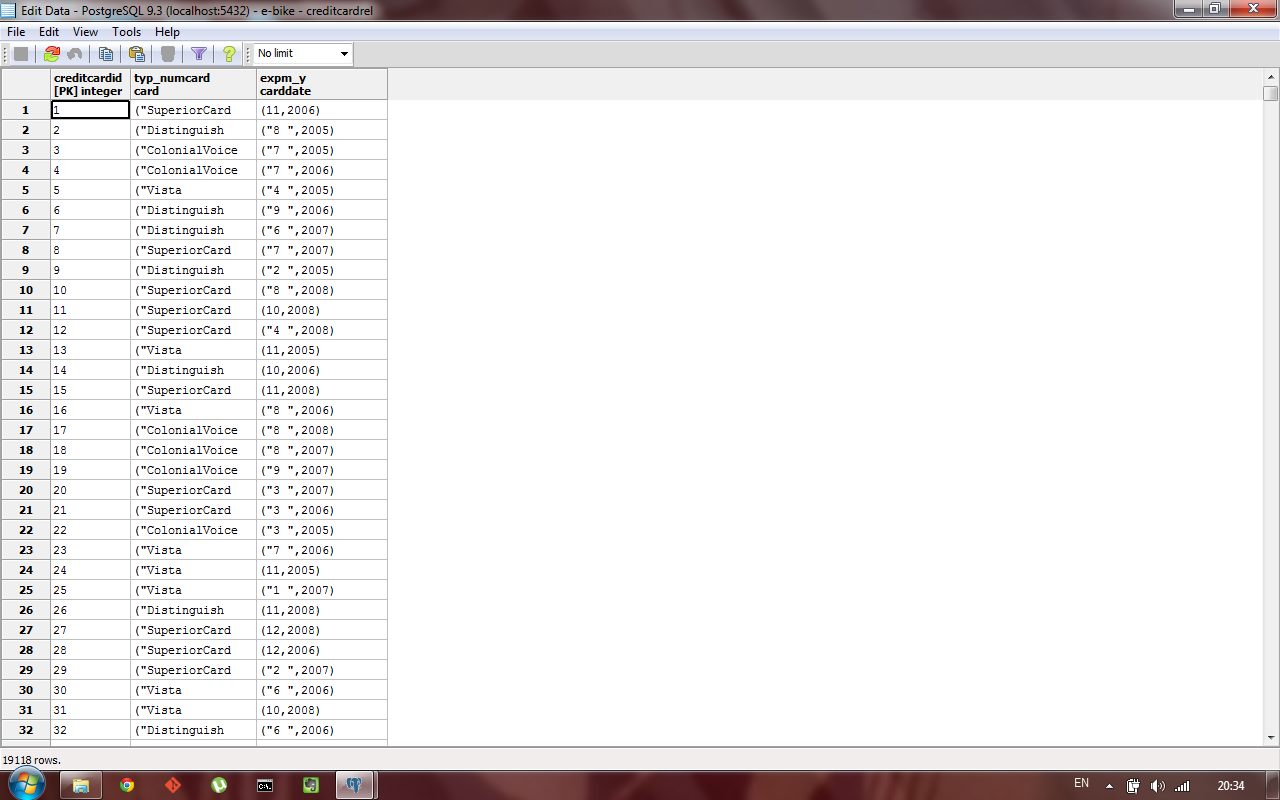 Edit Data - PostgreSQL 9.3 (localhost:5432) - e-bike - creditcardrel
File Edit View Tools Help
No limit
creditcardid typ_numcard expm_y
[PK] integer card carddate
1 1 ("SuperiorCard (11,2006)
2 2 ("Distinguish ("8 ",2005)
3 3 ("ColonialVoice ("7 ",2005)
4 4 ("ColonialVoice ("7 ",2006)
5 5 ("Vista ("4 ",2005)
6 6 ("Distinguish ("9 ",2006)
7 7 ("Distinguish ("6 ",2007)
8 8 ("SuperiorCard ("7 ",2007)
9 9 ("Distinguish ("2 ",2005)
10 10 ("SuperiorCard ("8 ",2008)
11 11 ("SuperiorCard (10,2008)
12 12 ("SuperiorCard ("4 ",2008)
13 13 ("Vista (11,2005)
14 14 ("Distinguish (10,2006)
15 15 ("SuperiorCard (11,2008)
16 16 ("Vista ("8 ",2006)
17 17 ("ColonialVoice ("8 ",2008)
18 18 ("ColonialVoice ("8 ",2007)
19 19 ("ColonialVoice ("9 ",2007)
20 20 ("SuperiorCard ("3 ",2007)
21 21 ("SuperiorCard ("3 ",2006)
22 22 ("ColonialVoice ("3 ",2005)
23 23 ("Vista ("7 ",2006)
24 24 ("Vista (11,2005)
25 25 ("Vista ("1 ",2007)
26 26 ("Distinguish (11,2008)
27 27 ("SuperiorCard (12,2008)
28 28 ("SuperiorCard (12,2006)
29 29 ("SuperiorCard ("2 ",2007)
30 30 ("Vista ("6 ",2006)
31 31 ("Vista (10,2008)
32 32 ("Distinguish ("6 ",2006)
19118 rows.
C:\.
EN 20:34